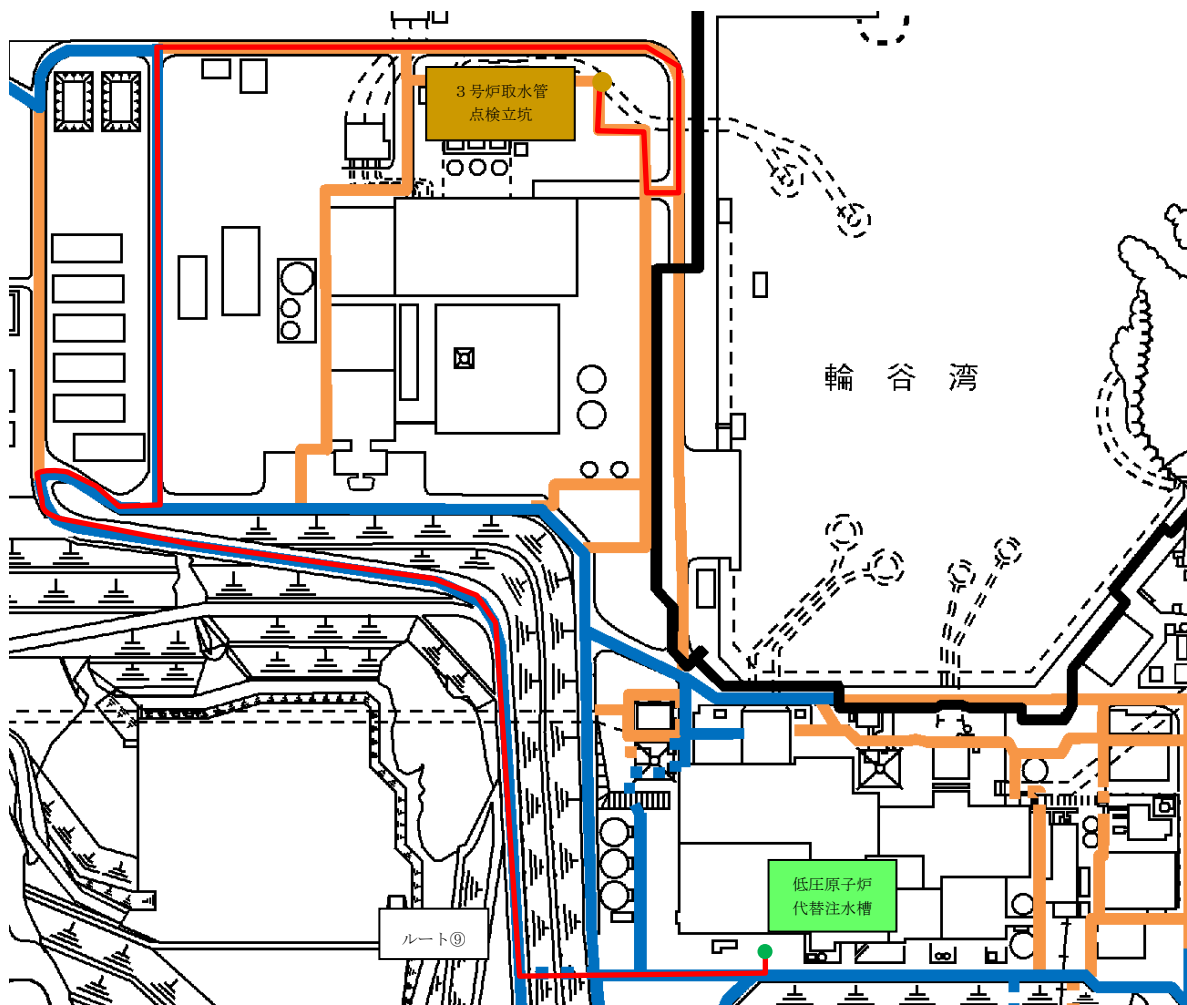 ３号炉取水管
点検立坑
輪谷湾
低圧原子炉
代替注水槽
ルート⑨